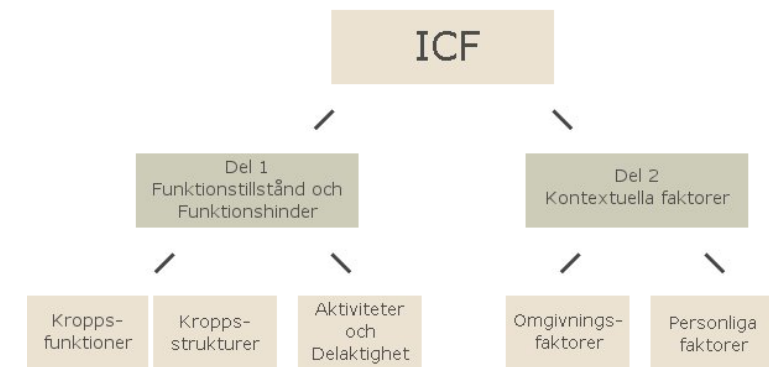 ICF
Del 1
Funktionstillstånd och
Funktionshinder
Del 2
Kontextuella faktorer
Kropps-
funktioner
Kropps-
strukturer
Aktiviteter
och
Delaktighet
Omgivnings-
faktorer
Personliga
faktorer